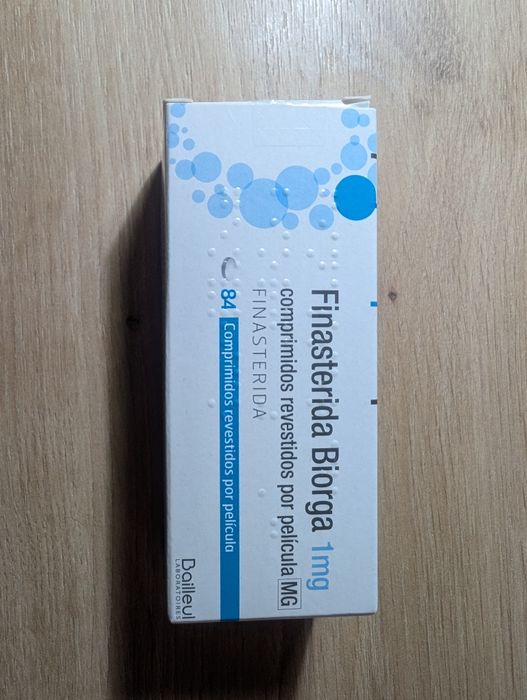 Finasterida Biorga 1mg
comprimidos revestidos por película MG
FINASTERIDA
84 Comprimidos revestidos por película
Bailleul
LABORATOIRES